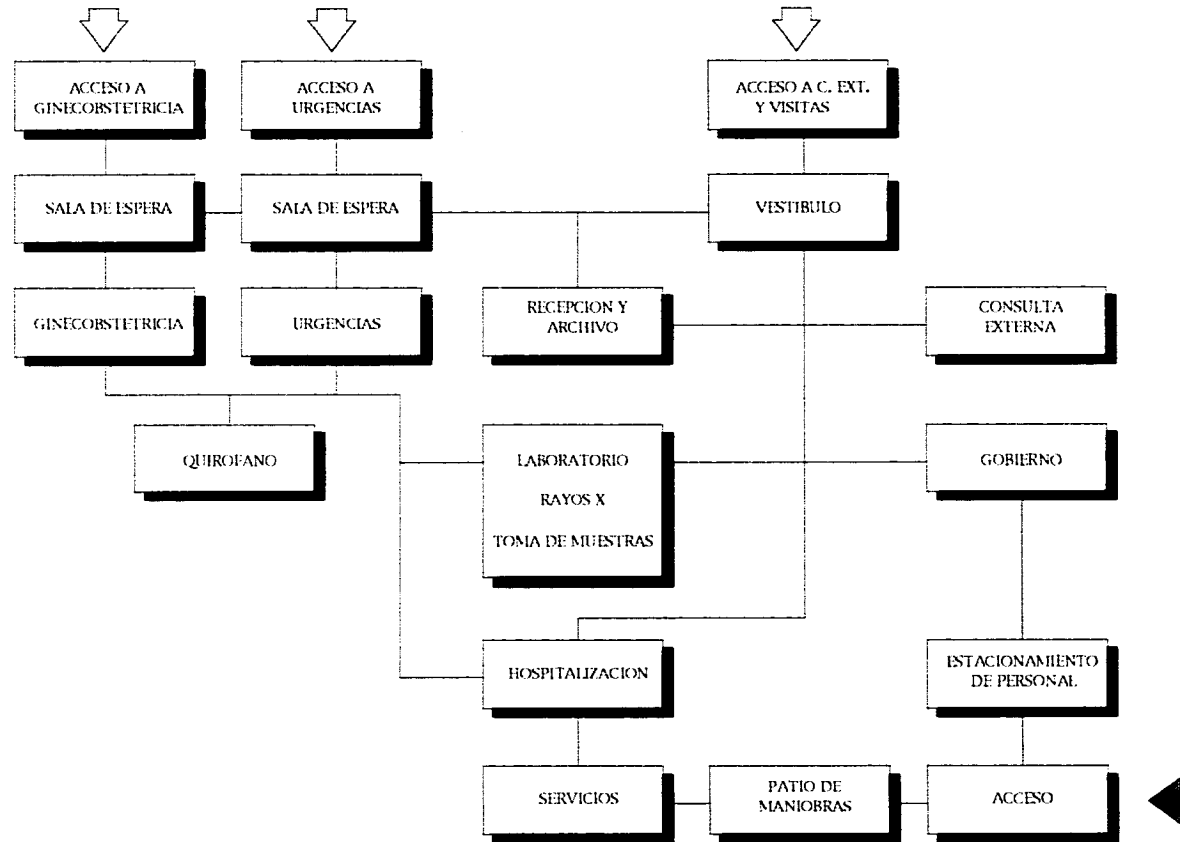 ACCESO A
GINECOBSTETRICIA
ACCESO A
URGENCIAS
ACCESO A C. EXT.
Y VISITAS
SALA DE ESPERA
SALA DE ESPERA
VESTIBULO
GINECOBSTETRICIA
URGENCIAS
RECEPCION Y
ARCHIVO
CONSULTA
EXTERNA
QUIROFANO
LABORATORIO
RAYOS X
TOMA DE MUESTRAS
GOBIERNO
HOSPITALIZACION
ESTACIONAMIENTO
DE PERSONAL
SERVICIOS
PATIO DE
MANIOBRAS
ACCESO